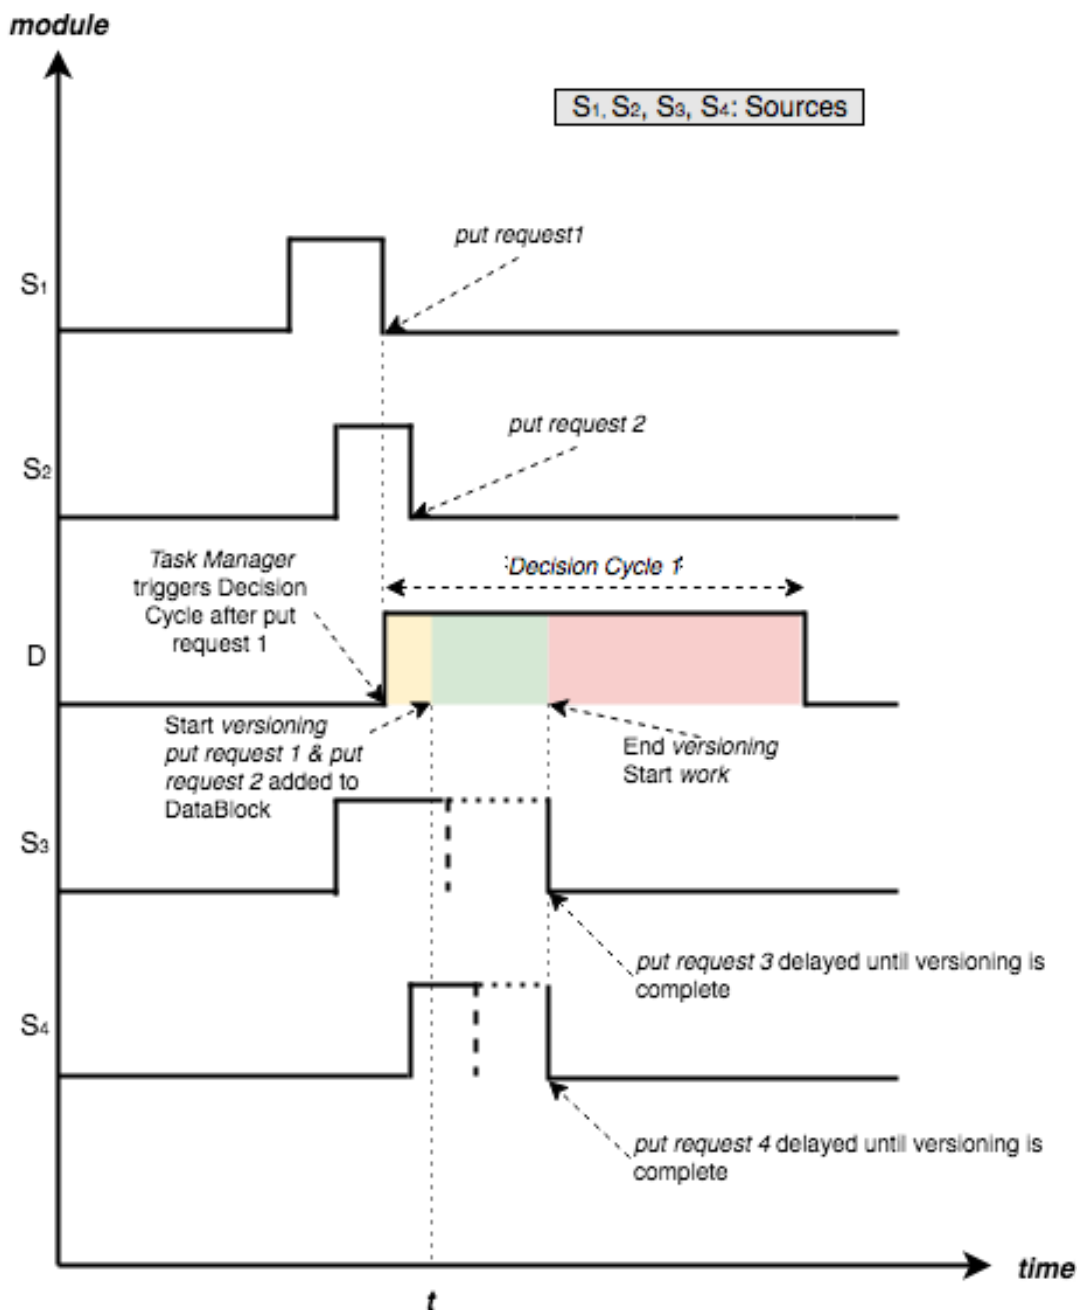 module
S1, S2, S3, S4: Sources
put request1
S1
put request 2
S2
Task Manager
triggers Decision
Cycle after put
request 1
Decision Cycle 1
D
Start versioning
put request 1 & put
request 2 added to
DataBlock
End versioning
Start work
S3
put request 3 delayed until versioning is
complete
S4
put request 4 delayed until versioning is
complete
time
t